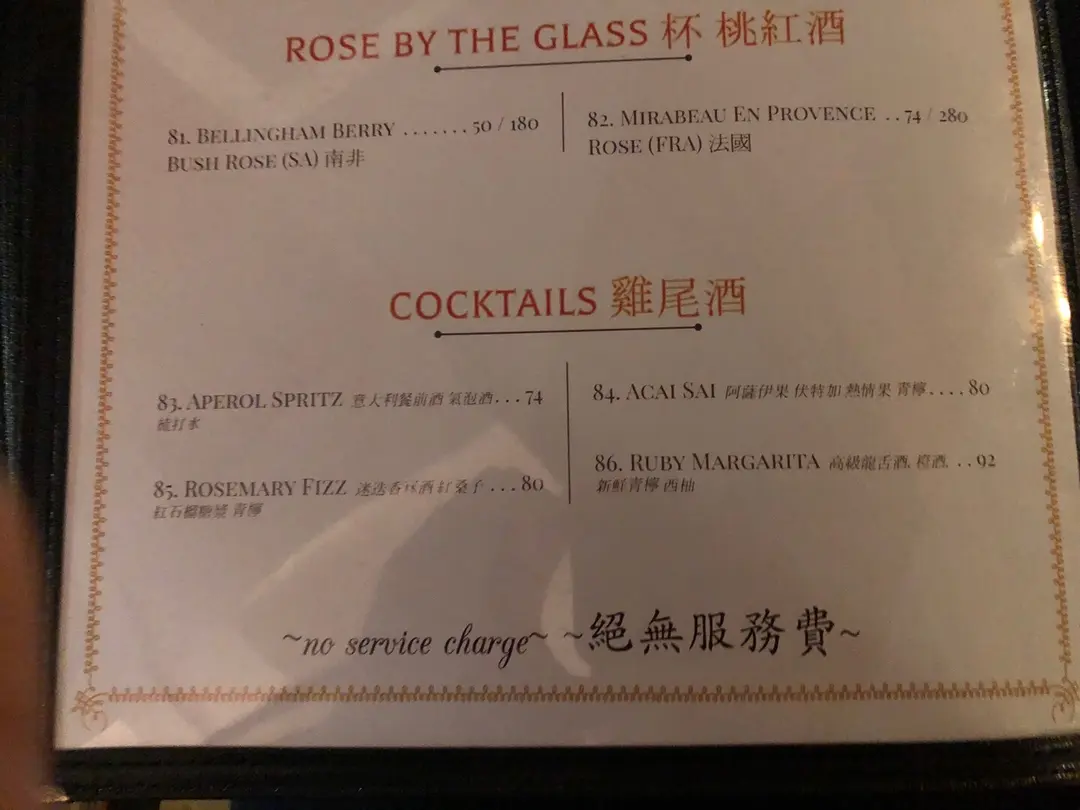 ROSE BY THE GLASS 杯 桃紅酒
81. BELLINGHAM BERRY ....... 50 / 180
BUSH ROSE (SA) 南非
82. MIRABEAU EN PROVENCE .. 74 / 280
ROSE (FRA) 法國
COCKTAILS 雞尾酒
83. APEROL SPRITZ 意大利餐前酒 氣泡酒... 74
梳打水
84. ACAI SAI 阿薩伊果 伏特加 熱情果 青檸.... 80
85. ROSEMARY FIZZ 迷迭香 酒 紅桑子 ... 80
紅石榴糖漿 青檸
86. RUBY MARGARITA 高級龍舌酒. 橙酒. .. 92
新鮮青檸 西柚
~no service charge~ ~絕無服務費~